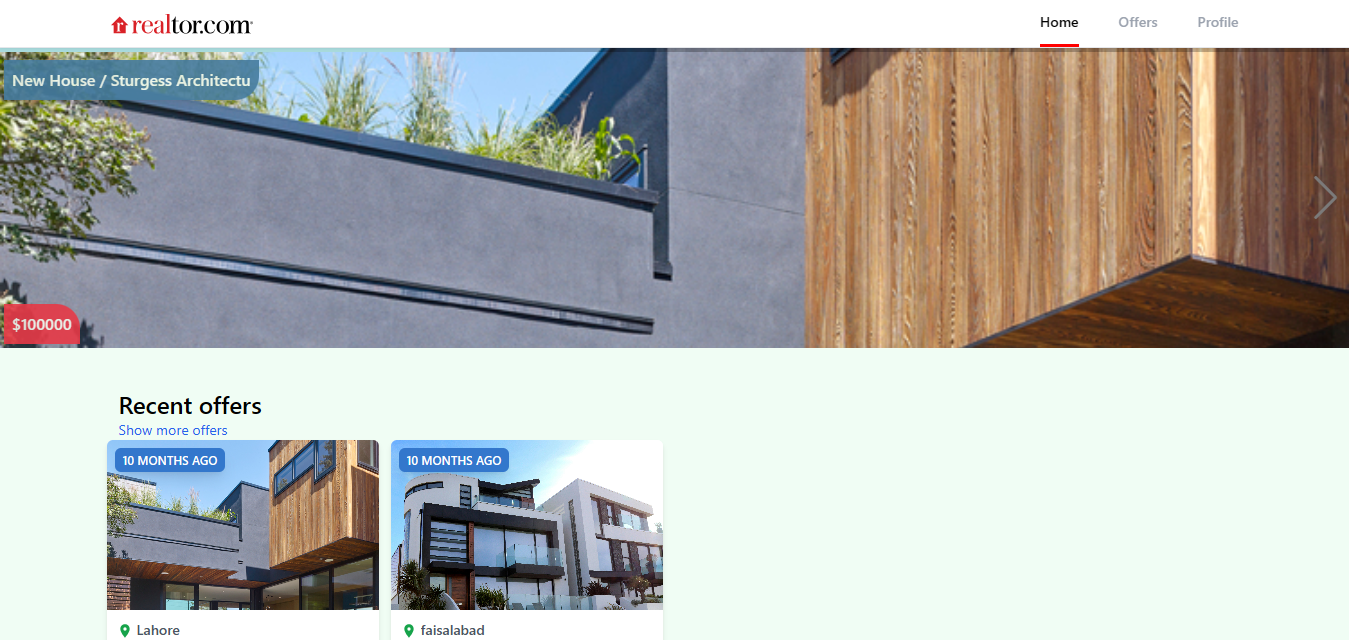 realtor.com
Home Offers Profile
New House / Sturgess Architectu
$100000
Recent offers
Show more offers
10 MONTHS AGO
10 MONTHS AGO
Lahore
faisalabad